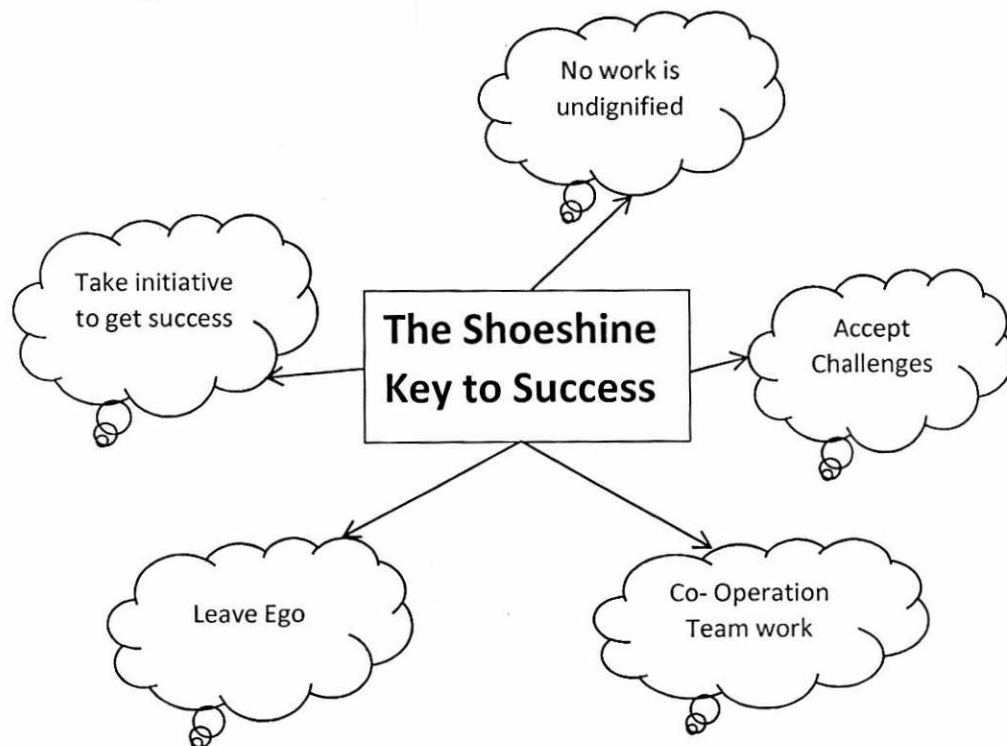 No work is
undignified
Take initiative
to get success
The Shoeshine
Key to Success
Accept
Challenges
Leave Ego
Co- Operation
Team work